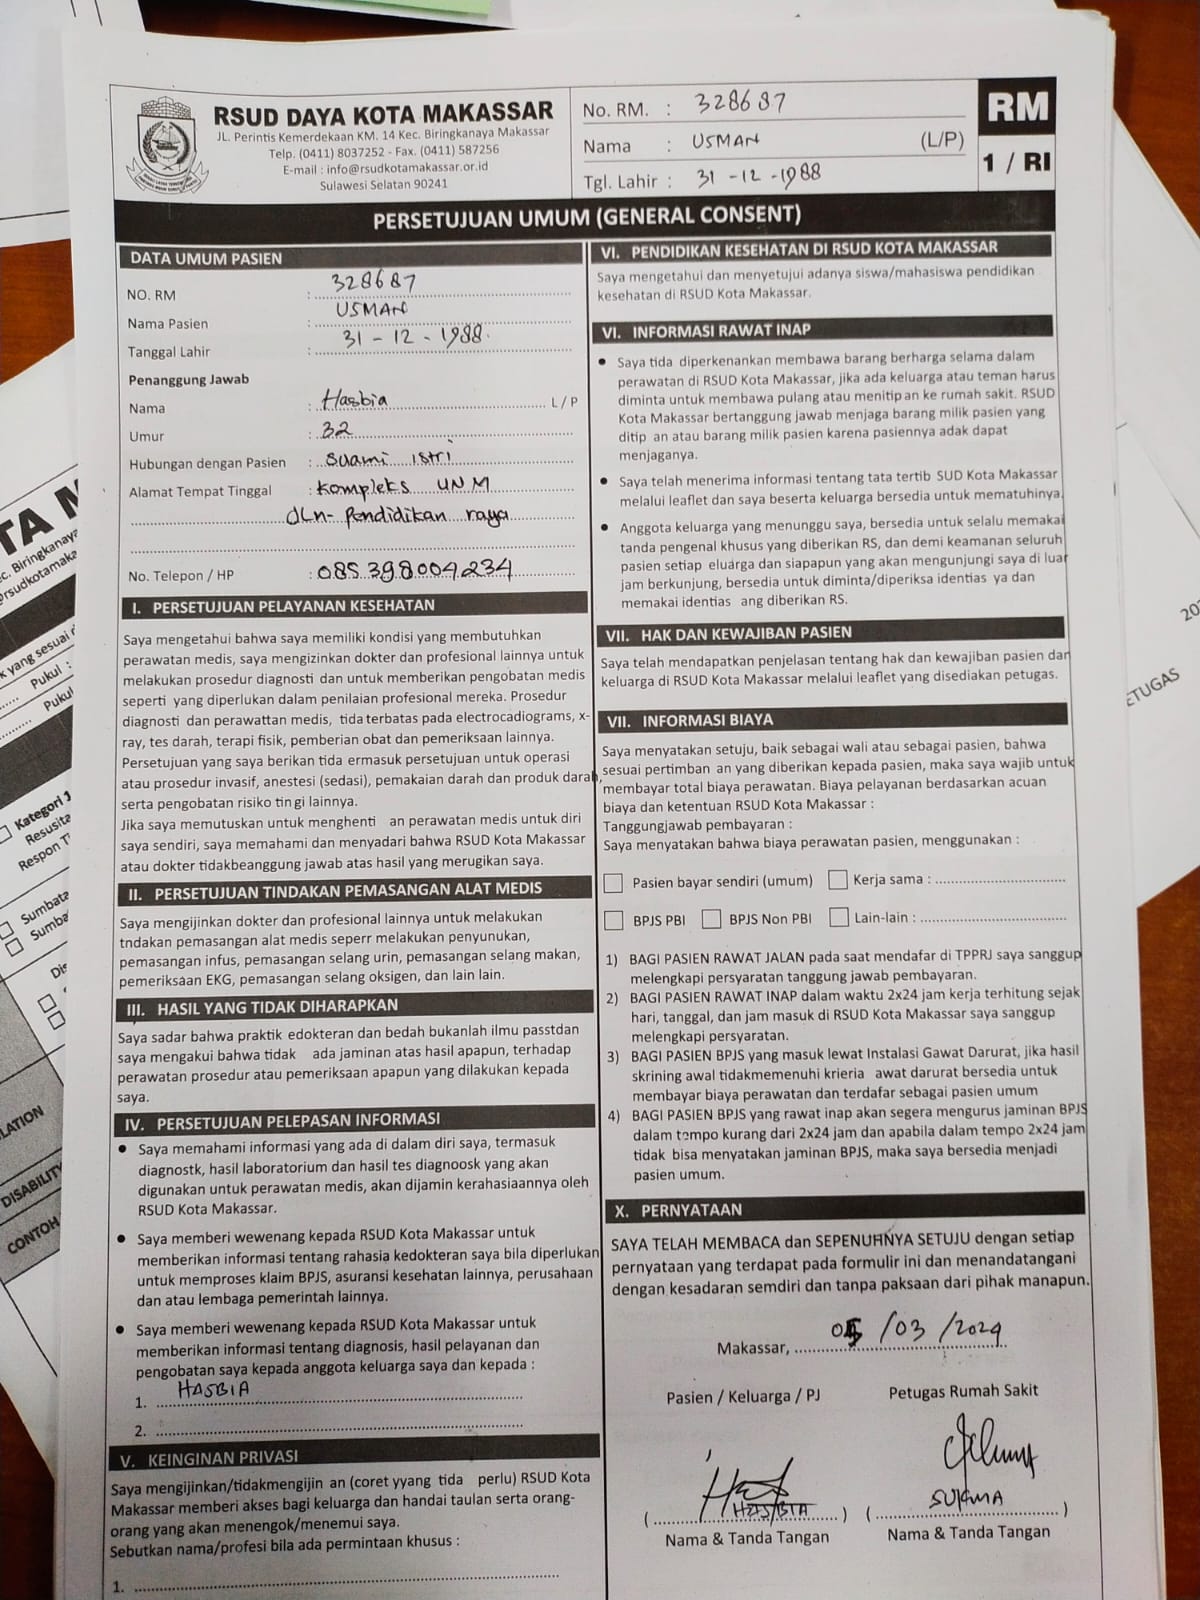 RSUD DAYA KOTA MAKASSAR
JL. Perintis Kemerdekaan KM. 14 Kec. Biringkanaya Makassar
Telp. (0411) 8037252 - Fax. (0411) 587256
E-mail : info@rsudkotamakassar.or.id
Sulawesi Selatan 90241
No. RM. : 328687
Nama : USMAN (L/P)
Tgl. Lahir : 31-12-1988
RM
1 / RI
PERSETUJUAN UMUM (GENERAL CONSENT)
DATA UMUM PASIEN
NO. RM : 328687
Nama Pasien : USMAN
Tanggal Lahir : 31 - 12 - 1988.
Penanggung Jawab
Nama : Hasbia L / P
Umur : 32
Hubungan dengan Pasien : Suami istri
Alamat Tempat Tinggal : Kompleks UNM
JLn- Pendidikan raya
No. Telepon / HP : 085398004234
I. PERSETUJUAN PELAYANAN KESEHATAN
Saya mengetahui bahwa saya memiliki kondisi yang membutuhkan
perawatan medis, saya mengizinkan dokter dan profesional lainnya untuk
melakukan prosedur diagnosti dan untuk memberikan pengobatan medis
seperti yang diperlukan dalam penilaian profesional mereka. Prosedur
diagnosti dan perawattan medis, tida terbatas pada electrocadiograms, x-
ray, tes darah, terapi fisik, pemberian obat dan pemeriksaan lainnya.
Persetujuan yang saya berikan tida ermasuk persetujuan untuk operasi
atau prosedur invasif, anestesi (sedasi), pemakaian darah dan produk darah,
serta pengobatan risiko tin gi lainnya.
Jika saya memutuskan untuk menghenti an perawatan medis untuk diri
saya sendiri, saya memahami dan menyadari bahwa RSUD Kota Makassar
atau dokter tidakbeanggung jawab atas hasil yang merugikan saya.
II. PERSETUJUAN TINDAKAN PEMASANGAN ALAT MEDIS
Saya mengijinkan dokter dan profesional lainnya untuk melakukan
tndakan pemasangan alat medis seperr melakukan penyunukan,
pemasangan infus, pemasangan selang urin, pemasangan selang makan,
pemeriksaan EKG, pemasangan selang oksigen, dan lain lain.
III. HASIL YANG TIDAK DIHARAPKAN
Saya sadar bahwa praktik edokteran dan bedah bukanlah ilmu passtdan
saya mengakui bahwa tidak ada jaminan atas hasil apapun, terhadap
perawatan prosedur atau pemeriksaan apapun yang dilakukan kepada
saya.
IV. PERSETUJUAN PELEPASAN INFORMASI
• Saya memahami informasi yang ada di dalam diri saya, termasuk
diagnostk, hasil laboratorium dan hasil tes diagnoosk yang akan
digunakan untuk perawatan medis, akan dijamin kerahasiaannya oleh
RSUD Kota Makassar.
• Saya memberi wewenang kepada RSUD Kota Makassar untuk
memberikan informasi tentang rahasia kedokteran saya bila diperlukan
untuk memproses klaim BPJS, asuransi kesehatan lainnya, perusahaan
dan atau lembaga pemerintah lainnya.
• Saya memberi wewenang kepada RSUD Kota Makassar untuk
memberikan informasi tentang diagnosis, hasil pelayanan dan
pengobatan saya kepada anggota keluarga saya dan kepada :
1. HASBIA
2.
V. KEINGINAN PRIVASI
Saya mengijinkan/tidakmengijin an (coret yyang tida perlu) RSUD Kota
Makassar memberi akses bagi keluarga dan handai taulan serta orang-
orang yang akan menengok/menemui saya.
Sebutkan nama/profesi bila ada permintaan khusus :
1.
VI. PENDIDIKAN KESEHATAN DI RSUD KOTA MAKASSAR
Saya mengetahui dan menyetujui adanya siswa/mahasiswa pendidikan
kesehatan di RSUD Kota Makassar.
VI. INFORMASI RAWAT INAP
• Saya tida diperkenankan membawa barang berharga selama dalam
perawatan di RSUD Kota Makassar, jika ada keluarga atau teman harus
diminta untuk membawa pulang atau menitip an ke rumah sakit. RSUD
Kota Makassar bertanggung jawab menjaga barang milik pasien yang
ditip an atau barang milik pasien karena pasiennya adak dapat
menjaganya.
• Saya telah menerima informasi tentang tata tertib SUD Kota Makassar
melalui leaflet dan saya beserta keluarga bersedia untuk mematuhinya.
• Anggota keluarga yang menunggu saya, bersedia untuk selalu memakai
tanda pengenal khusus yang diberikan RS, dan demi keamanan seluruh
pasien setiap eluarga dan siapapun yang akan mengunjungi saya di luar
jam berkunjung, bersedia untuk diminta/diperiksa identias ya dan
memakai identias ang diberikan RS.
VII. HAK DAN KEWAJIBAN PASIEN
Saya telah mendapatkan penjelasan tentang hak dan kewajiban pasien dan
keluarga di RSUD Kota Makassar melalui leaflet yang disediakan petugas.
VII. INFORMASI BIAYA
Saya menyatakan setuju, baik sebagai wali atau sebagai pasien, bahwa
sesuai pertimban an yang diberikan kepada pasien, maka saya wajib untuk
membayar total biaya perawatan. Biaya pelayanan berdasarkan acuan
biaya dan ketentuan RSUD Kota Makassar :
Tanggungjawab pembayaran :
Saya menyatakan bahwa biaya perawatan pasien, menggunakan :
Pasien bayar sendiri (umum) Kerja sama :
BPJS PBI BPJS Non PBI Lain-lain :
1) BAGI PASIEN RAWAT JALAN pada saat mendafar di TPPRJ saya sanggup
melengkapi persyaratan tanggung jawab pembayaran.
2) BAGI PASIEN RAWAT INAP dalam waktu 2x24 jam kerja terhitung sejak
hari, tanggal, dan jam masuk di RSUD Kota Makassar saya sanggup
melengkapi persyaratan.
3) BAGI PASIEN BPJS yang masuk lewat Instalasi Gawat Darurat, jika hasil
skrining awal tidakmemenuhi krieria awat darurat bersedia untuk
membayar biaya perawatan dan terdafar sebagai pasien umum
4) BAGI PASIEN BPJS yang rawat inap akan segera mengurus jaminan BPJS
dalam tempo kurang dari 2x24 jam dan apabila dalam tempo 2x24 jam
tidak bisa menyatakan jaminan BPJS, maka saya bersedia menjadi
pasien umum.
X. PERNYATAAN
SAYA TELAH MEMBACA dan SEPENUHNYA SETUJU dengan setiap
pernyataan yang terdapat pada formulir ini dan menandatangani
dengan kesadaran semdiri dan tanpa paksaan dari pihak manapun.
Makassar, 05/03/2024
Pasien / Keluarga / PJ
Petugas Rumah Sakit
( HASBIA )
( SUKMA )
Nama & Tanda Tangan
Nama & Tanda Tangan
Pukul :
Pukul
Kategori 1
Resusita
Respon T
Sumbata
Sumba
LATION
DISABILITY
CONTOH
ETUGAS